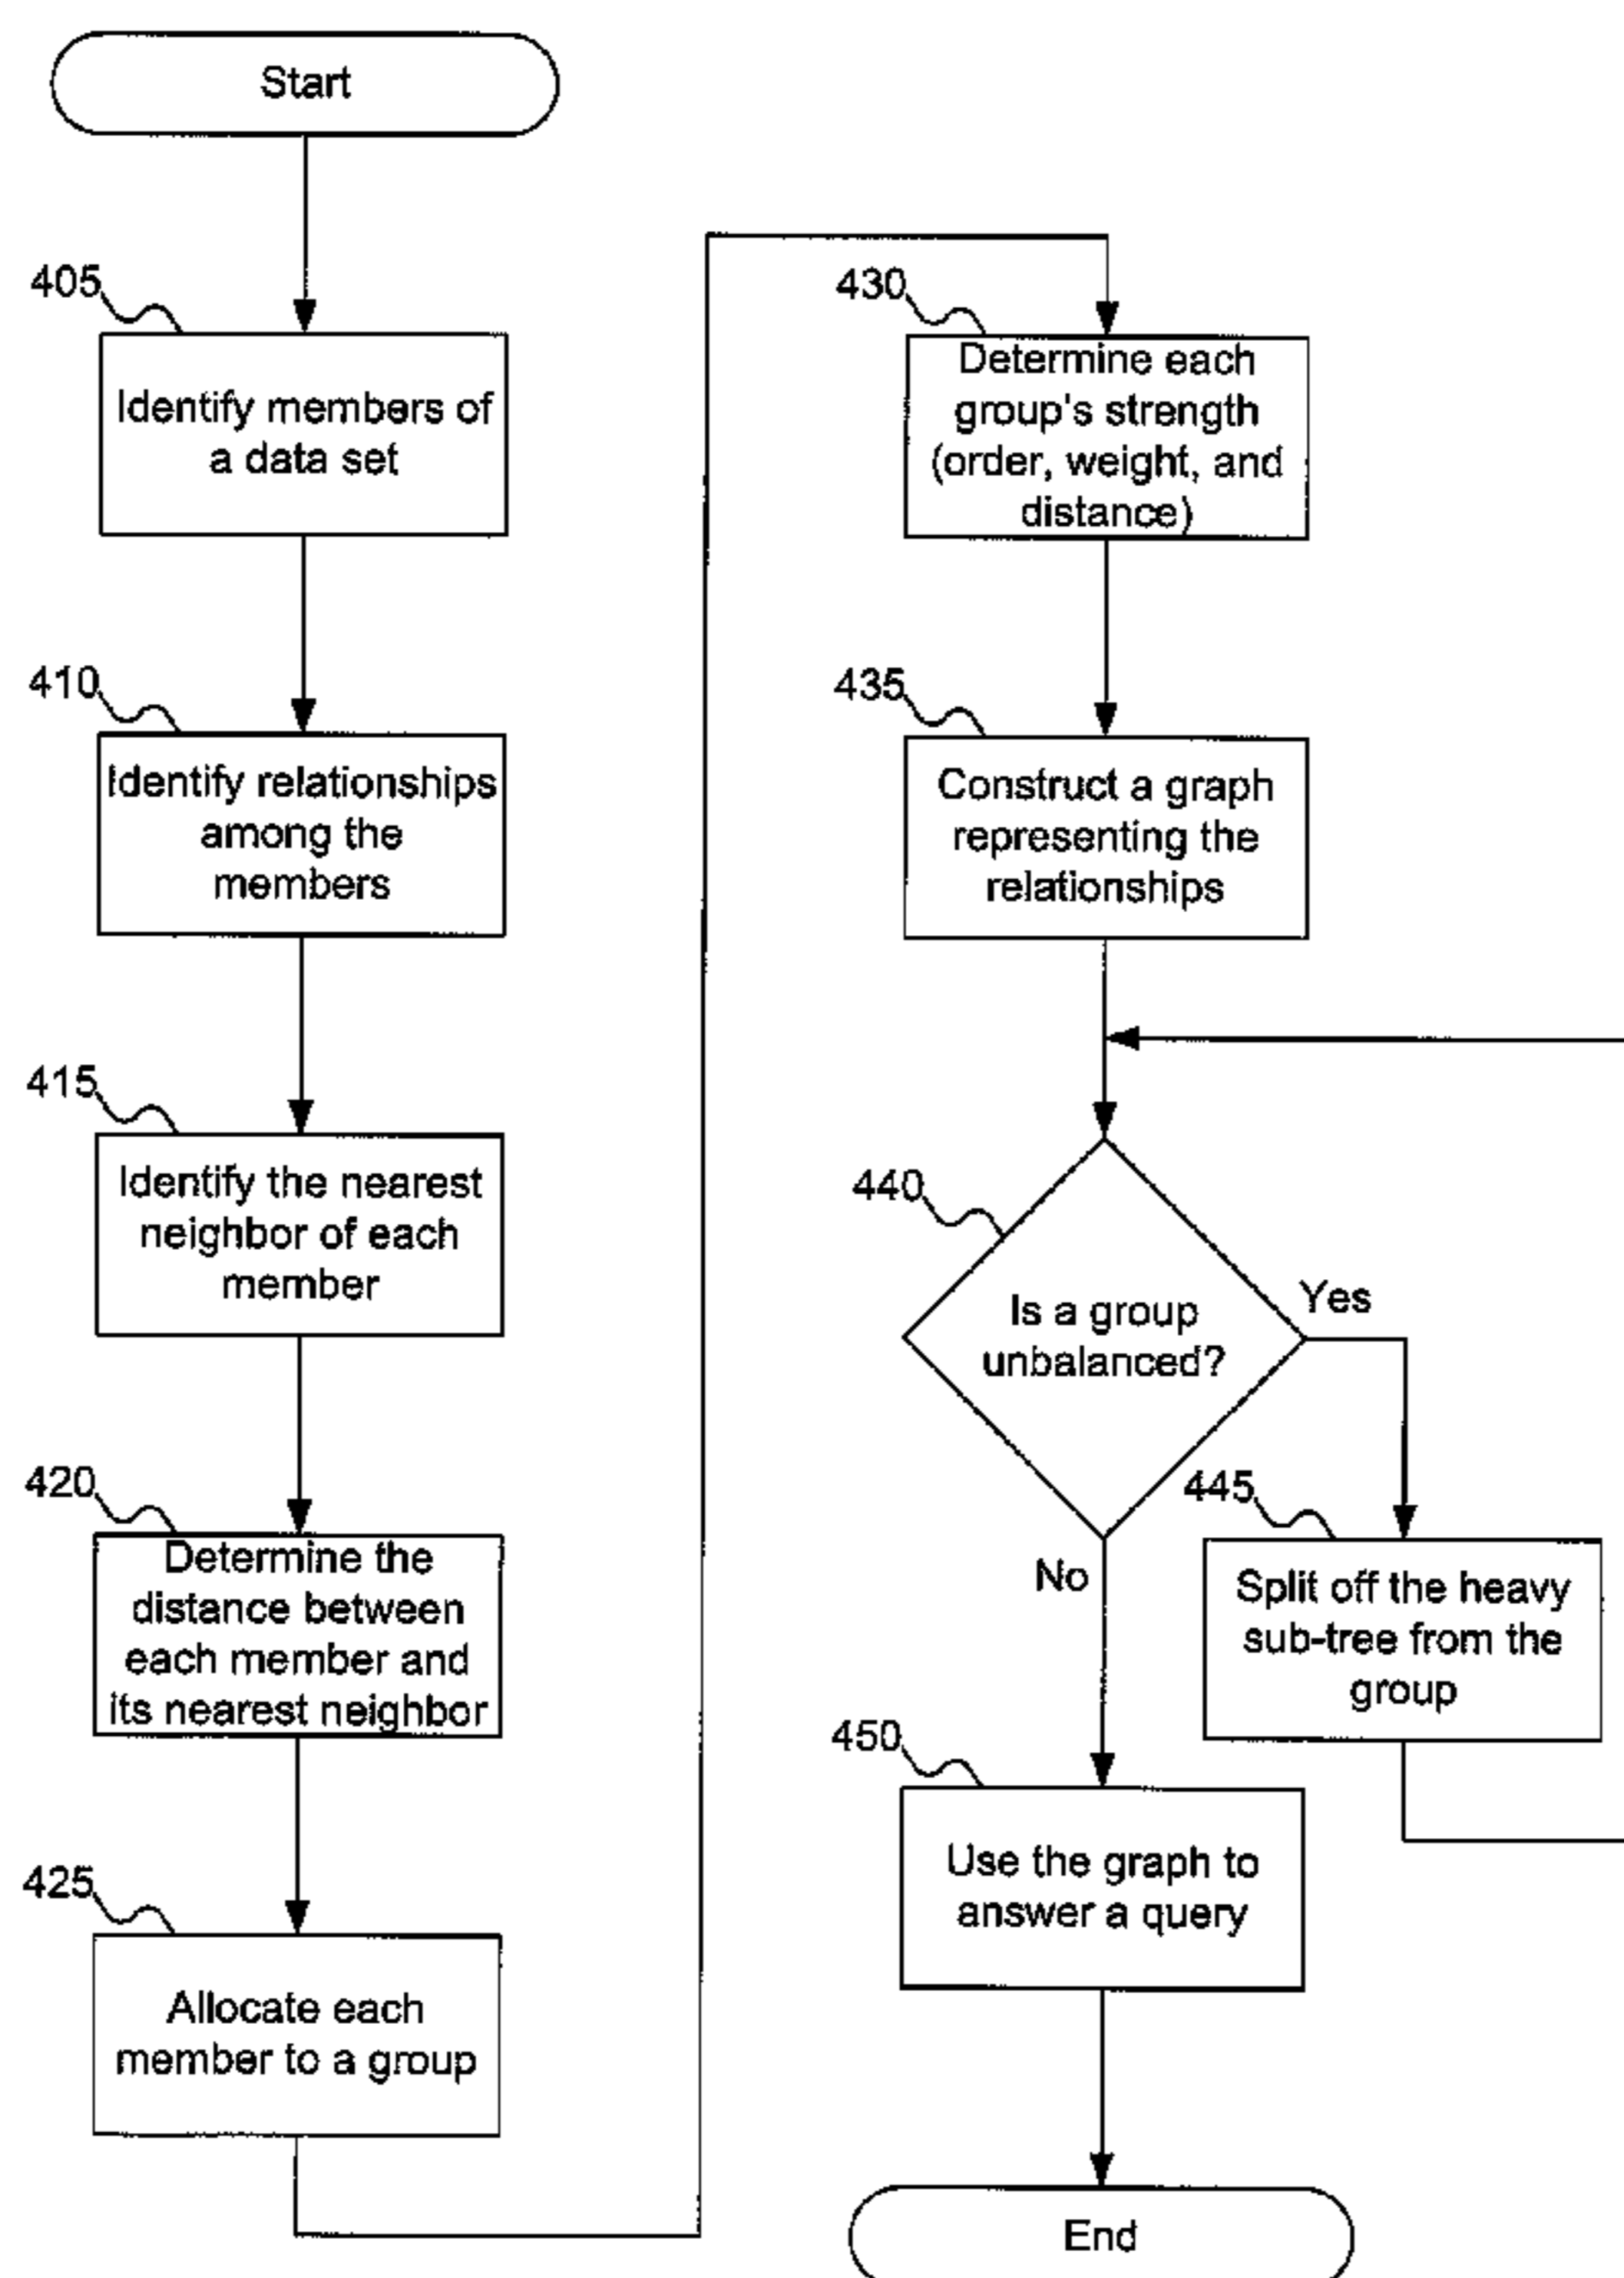 Start
405
Identify members of
a data set
410
Identify relationships
among the
members
415
Identify the nearest
neighbor of each
member
420
Determine the
distance between
each member and
its nearest neighbor
425
Allocate each
member to a group
430
Determine each
group's strength
(order, weight, and
distance)
435
Construct a graph
representing the
relationships
440
Is a group
unbalanced?
Yes
No
445
Split off the heavy
sub-tree from the
group
450
Use the graph to
answer a query
End